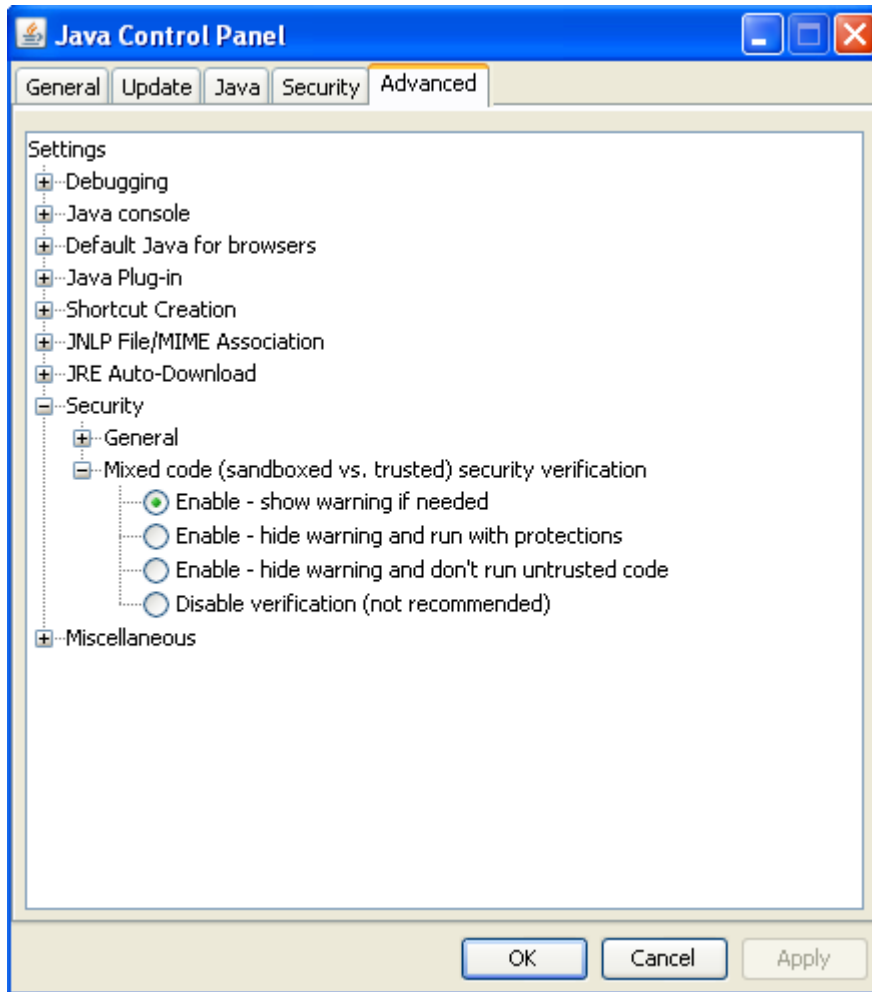 Java Control Panel
General Update Java Security Advanced
Settings
Debugging
Java console
Default Java for browsers
Java Plug-in
Shortcut Creation
JNLP File/MIME Association
JRE Auto-Download
Security
General
Mixed code (sandboxed vs. trusted) security verification
Enable - show warning if needed
Enable - hide warning and run with protections
Enable - hide warning and don't run untrusted code
Disable verification (not recommended)
Miscellaneous
OK Cancel Apply